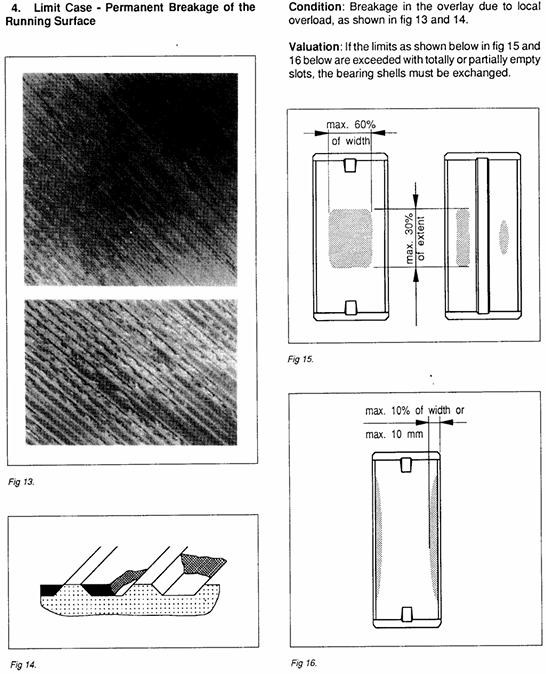 4. Limit Case - Permanent Breakage of the
Running Surface
Fig 13.
Fig 14.
Condition: Breakage in the overlay due to local
overload, as shown in fig 13 and 14.
Valuation: If the limits as shown below in fig 15 and
16 below are exceeded with totally or partially empty
slots, the bearing shells must be exchanged.
max. 60%
of width
max. 30%
of extent
Fig 15.
max. 10% of width or
max. 10 mm
Fig 16.